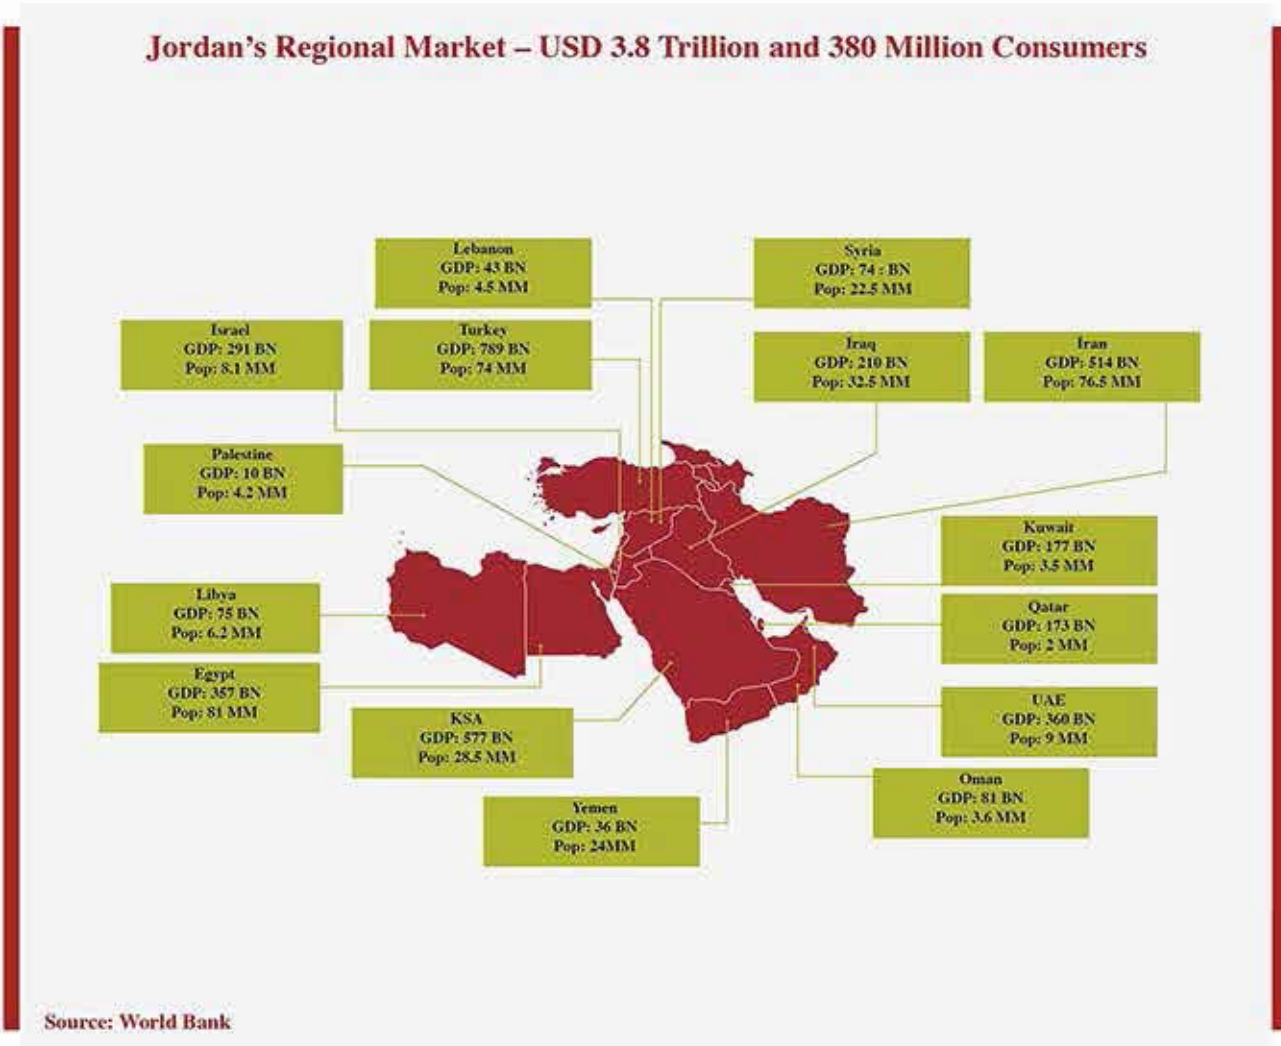 Jordan's Regional Market – USD 3.8 Trillion and 380 Million Consumers
Lebanon
GDP: 43 BN
Pop: 4.5 MM
Syria
GDP: 74 : BN
Pop: 22.5 MM
Israel
GDP: 291 BN
Pop: 8.1 MM
Turkey
GDP: 789 BN
Pop: 74 MM
Iraq
GDP: 210 BN
Pop: 32.5 MM
Iran
GDP: 514 BN
Pop: 76.5 MM
Palestine
GDP: 10 BN
Pop: 4.2 MM
Kuwait
GDP: 177 BN
Pop: 3.5 MM
Libya
GDP: 75 BN
Pop: 6.2 MM
Qatar
GDP: 173 BN
Pop: 2 MM
Egypt
GDP: 357 BN
Pop: 81 MM
UAE
GDP: 360 BN
Pop: 9 MM
KSA
GDP: 577 BN
Pop: 28.5 MM
Oman
GDP: 81 BN
Pop: 3.6 MM
Yemen
GDP: 36 BN
Pop: 24MM
Source: World Bank